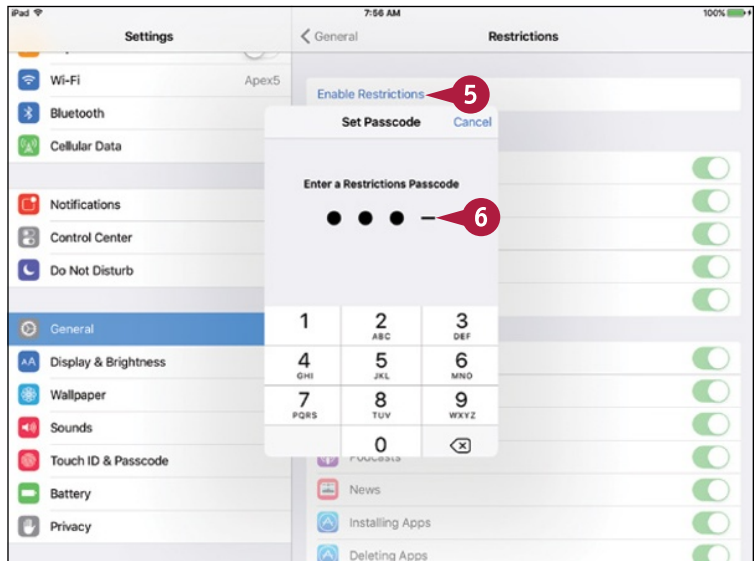 iPad 7:56 AM 100%
Settings
General Restrictions
Wi-Fi Apex5
Bluetooth
Cellular Data
Notifications
Control Center
Do Not Disturb
General
Display & Brightness
Wallpaper
Sounds
Touch ID & Passcode
Battery
Privacy
Enable Restrictions 5
Set Passcode Cancel
Enter a Restrictions Passcode
6
1 2 3
ABC DEF
4 5 6
GHI JKL MNO
7 8 9
PQRS TUV WXYZ
0
Podcasts
News
Installing Apps
Deleting Apps